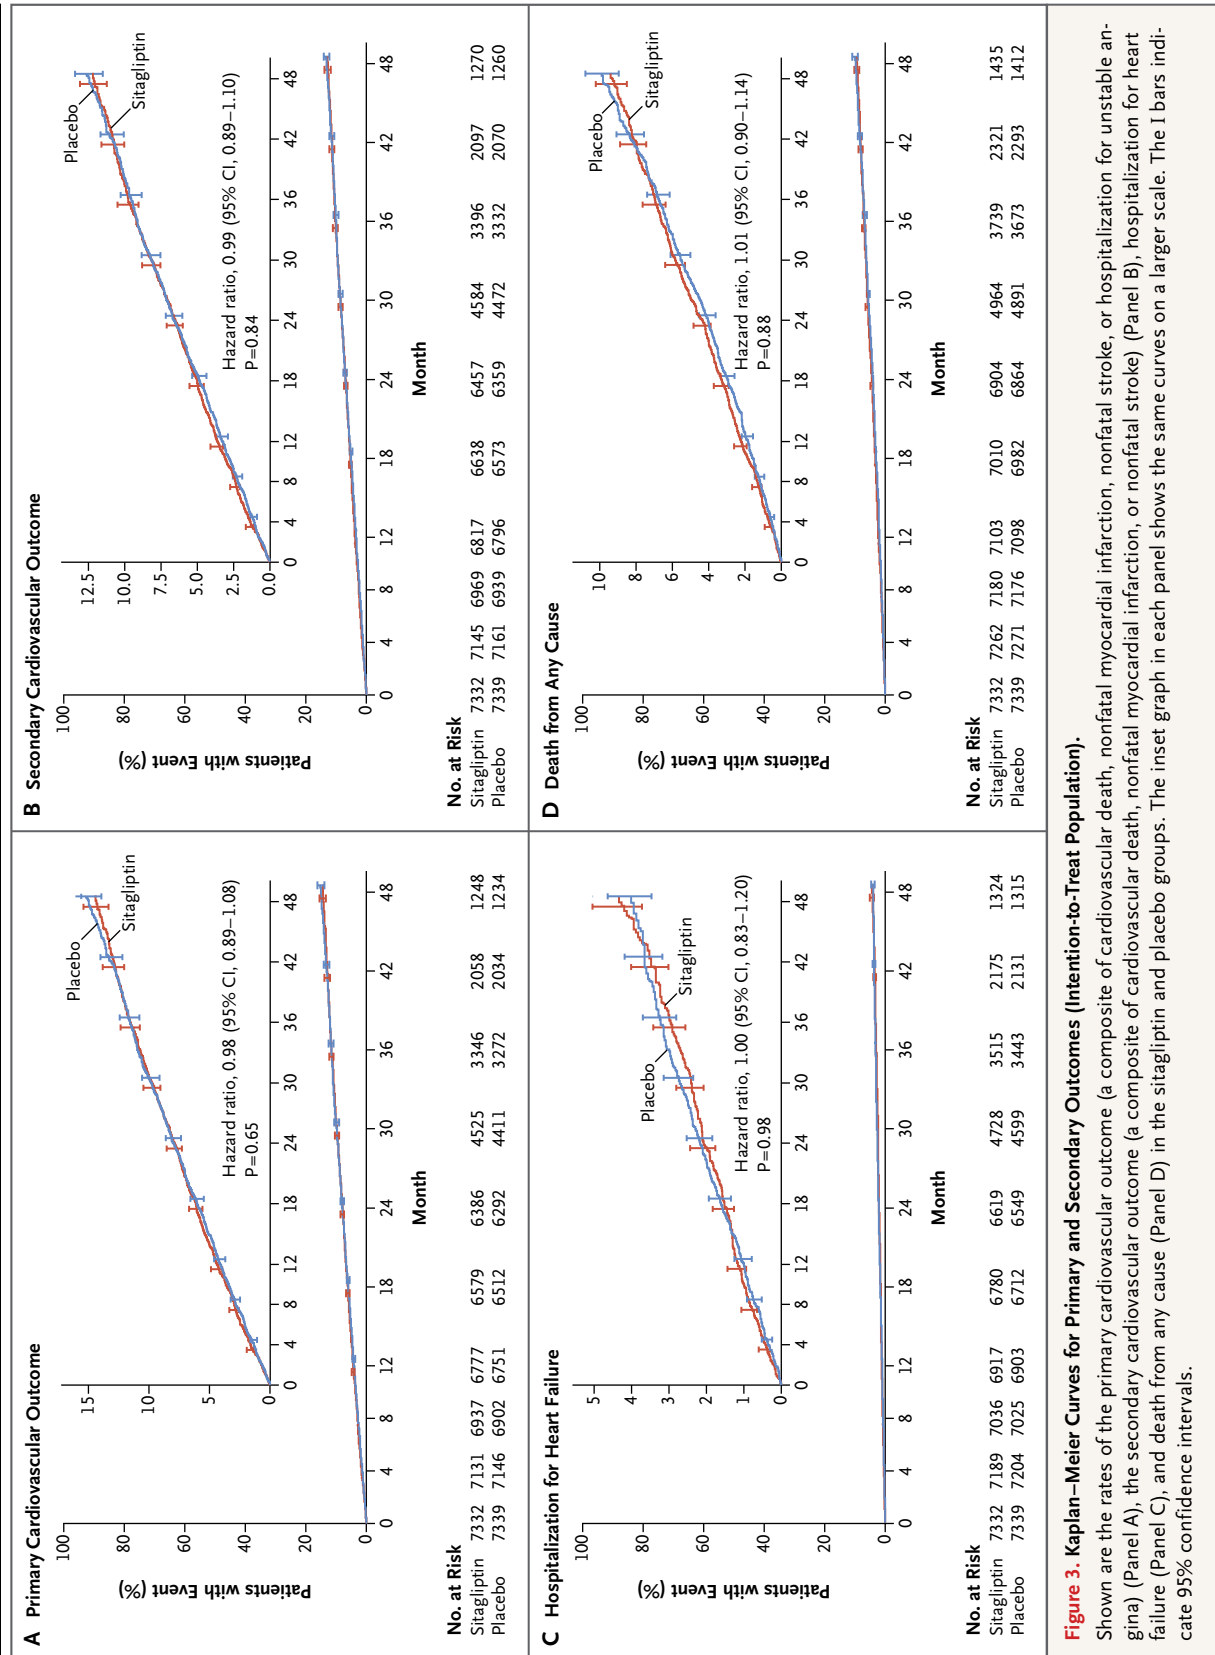 A Primary Cardiovascular Outcome
Patients with Event (%)
100
80
60
40
20
0
15
10
5
0
0 4 8 12 18 24 30 36 42 48
Placebo
Sitagliptin
Hazard ratio, 0.98 (95% CI, 0.89–1.08)
P=0.65
0 4 8 12 18 24 30 36 42 48
Month
No. at Risk
Sitagliptin 7332 7131 6937 6777 6579 6386 4525 3346 2058 1248
Placebo 7339 7146 6902 6751 6512 6292 4411 3272 2034 1234
B Secondary Cardiovascular Outcome
Patients with Event (%)
100
80
60
40
20
0
12.5
10.0
7.5
5.0
2.5
0.0
0 4 8 12 18 24 30 36 42 48
Placebo
Sitagliptin
Hazard ratio, 0.99 (95% CI, 0.89–1.10)
P=0.84
0 4 8 12 18 24 30 36 42 48
Month
No. at Risk
Sitagliptin 7332 7145 6969 6817 6638 6457 4584 3396 2097 1270
Placebo 7339 7161 6939 6796 6573 6359 4472 3332 2070 1260
C Hospitalization for Heart Failure
Patients with Event (%)
100
80
60
40
20
0
5
4
3
2
1
0
0 4 8 12 18 24 30 36 42 48
Placebo
Sitagliptin
Hazard ratio, 1.00 (95% CI, 0.83–1.20)
P=0.98
0 4 8 12 18 24 30 36 42 48
Month
No. at Risk
Sitagliptin 7332 7189 7036 6917 6780 6619 4728 3515 2175 1324
Placebo 7339 7204 7025 6903 6712 6549 4599 3443 2131 1315
D Death from Any Cause
Patients with Event (%)
100
80
60
40
20
0
10
8
6
4
2
0
0 4 8 12 18 24 30 36 42 48
Placebo
Sitagliptin
Hazard ratio, 1.01 (95% CI, 0.90–1.14)
P=0.88
0 4 8 12 18 24 30 36 42 48
Month
No. at Risk
Sitagliptin 7332 7262 7180 7103 7010 6904 4964 3739 2321 1435
Placebo 7339 7271 7176 7098 6982 6864 4891 3673 2293 1412
Figure 3. Kaplan–Meier Curves for Primary and Secondary Outcomes (Intention-to-Treat Population).
Shown are the rates of the primary cardiovascular outcome (a composite of cardiovascular death, nonfatal myocardial infarction, nonfatal stroke, or hospitalization for unstable an-
gina) (Panel A), the secondary cardiovascular outcome (a composite of cardiovascular death, nonfatal myocardial infarction, or nonfatal stroke) (Panel B), hospitalization for heart
failure (Panel C), and death from any cause (Panel D) in the sitagliptin and placebo groups. The inset graph in each panel shows the same curves on a larger scale. The I bars indi-
cate 95% confidence intervals.